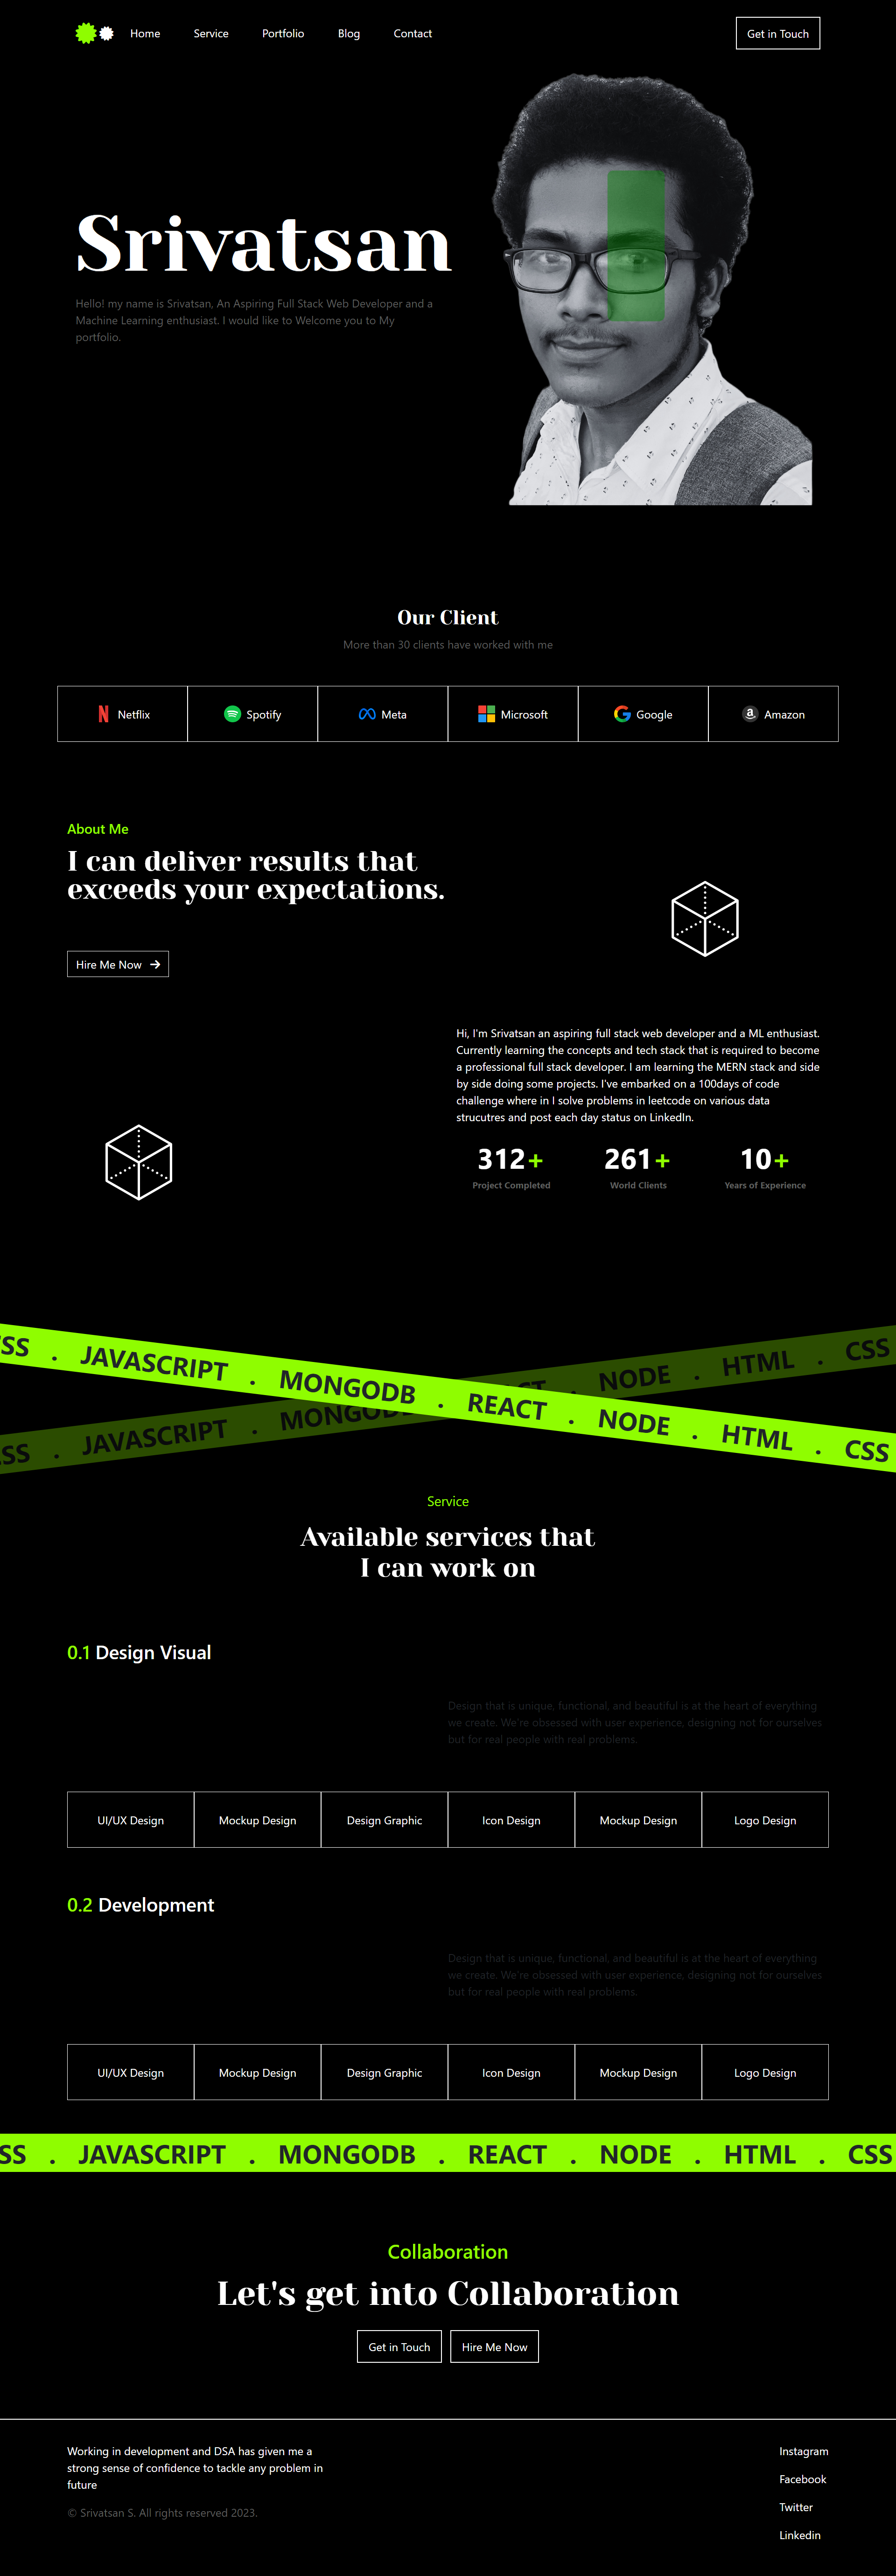 Home Service Portfolio Blog Contact Get in Touch
Srivatsan
Hello! my name is Srivatsan, An Aspiring Full Stack Web Developer and a
Machine Learning enthusiast. I would like to Welcome you to My
portfolio.
Our Client
More than 30 clients have worked with me
Netflix Spotify Meta Microsoft Google Amazon
About Me
I can deliver results that
exceeds your expectations.
Hire Me Now
Hi, I'm Srivatsan an aspiring full stack web developer and a ML enthusiast.
Currently learning the concepts and tech stack that is required to become
a professional full stack developer. I am learning the MERN stack and side
by side doing some projects. I've embarked on a 100days of code
challenge where in I solve problems in leetcode on various data
strucutres and post each day status on LinkedIn.
312+ 261+ 10+
Project Completed World Clients Years of Experience
SS . JAVASCRIPT . MONGODB . REACT . NODE . HTML . CSS
SS . JAVASCRIPT . MONGODB CT . NODE . HTML . CSS
Service
Available services that
I can work on
0.1 Design Visual
Design that is unique, functional, and beautiful is at the heart of everything
we create. We're obsessed with user experience, designing not for ourselves
but for real people with real problems.
UI/UX Design Mockup Design Design Graphic Icon Design Mockup Design Logo Design
0.2 Development
Design that is unique, functional, and beautiful is at the heart of everything
we create. We're obsessed with user experience, designing not for ourselves
but for real people with real problems.
UI/UX Design Mockup Design Design Graphic Icon Design Mockup Design Logo Design
SS . JAVASCRIPT . MONGODB . REACT . NODE . HTML . CSS
Collaboration
Let's get into Collaboration
Get in Touch Hire Me Now
Working in development and DSA has given me a
strong sense of confidence to tackle any problem in
future
© Srivatsan S. All rights reserved 2023.
Instagram
Facebook
Twitter
Linkedin